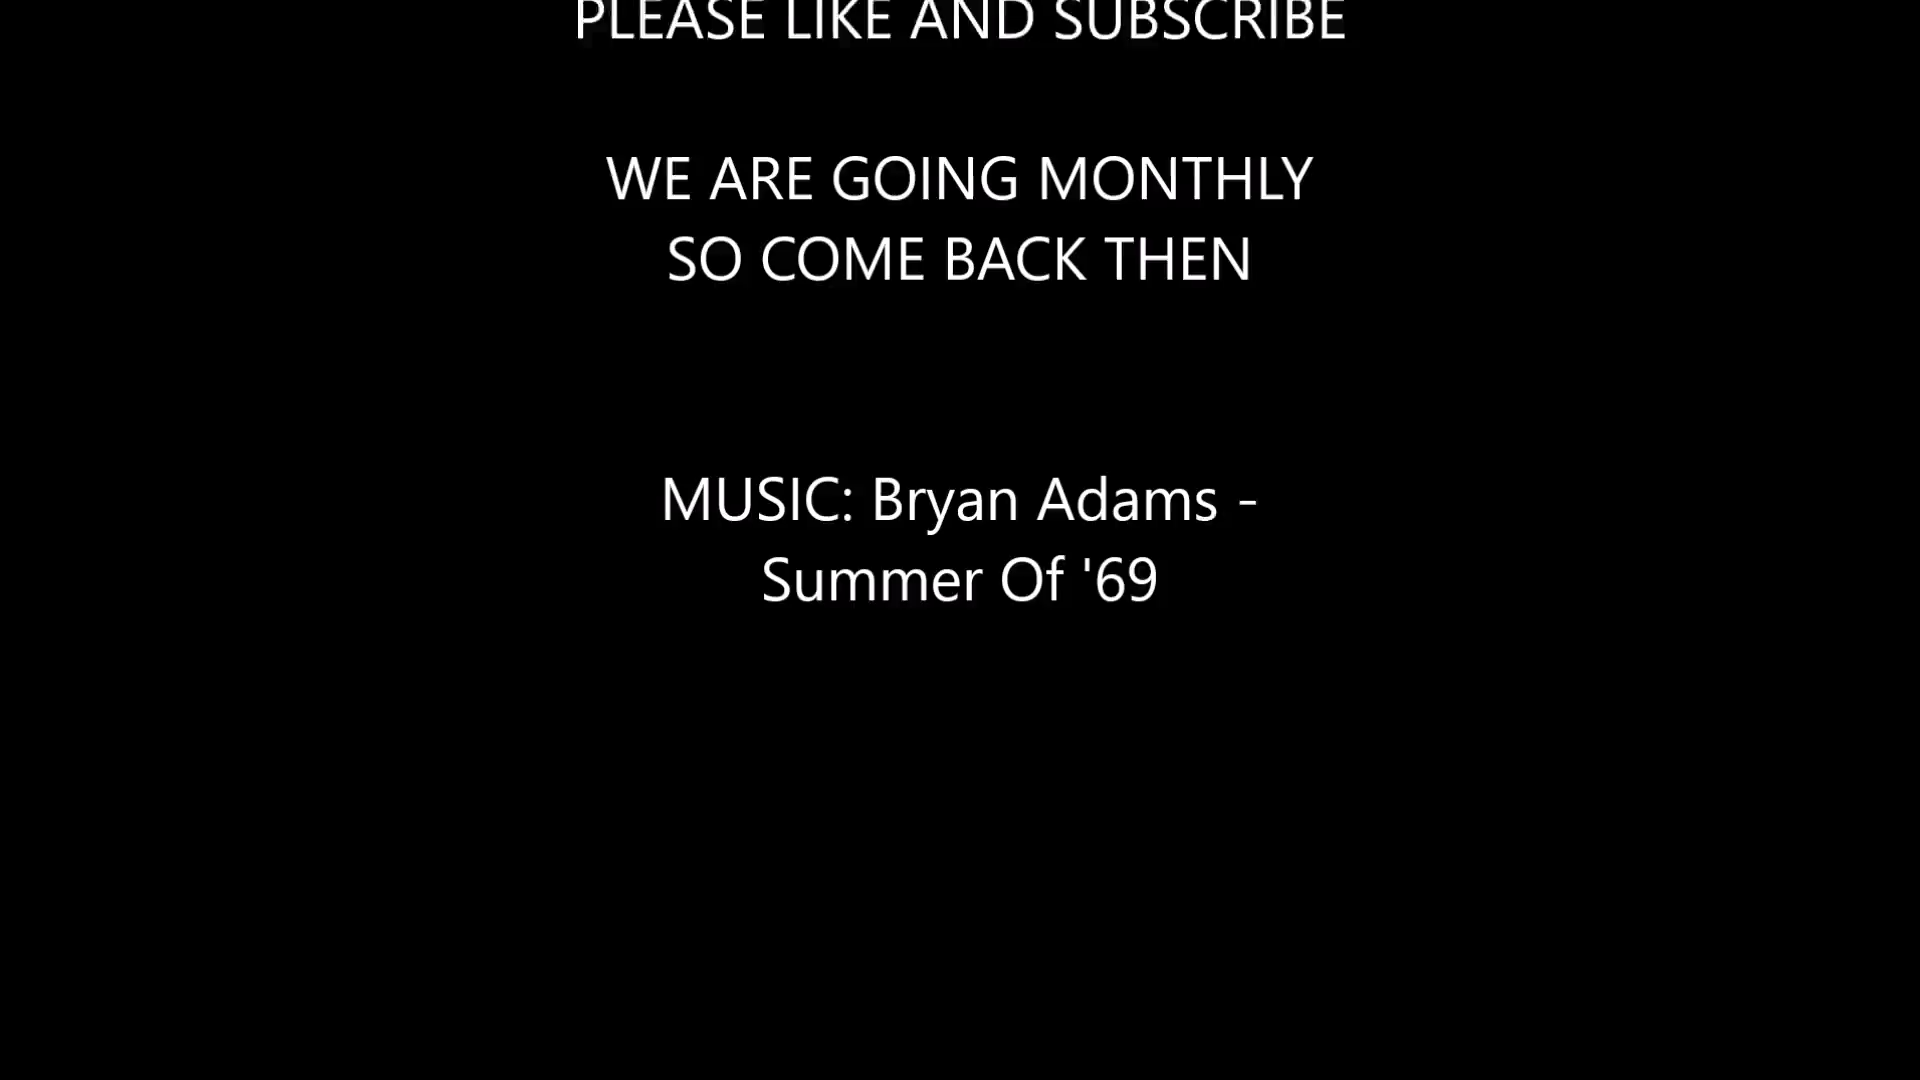 PLEASE LIKE AND SUBSCRIBE
WE ARE GOING MONTHLY
SO COME BACK THEN
MUSIC: Bryan Adams -
Summer Of '69